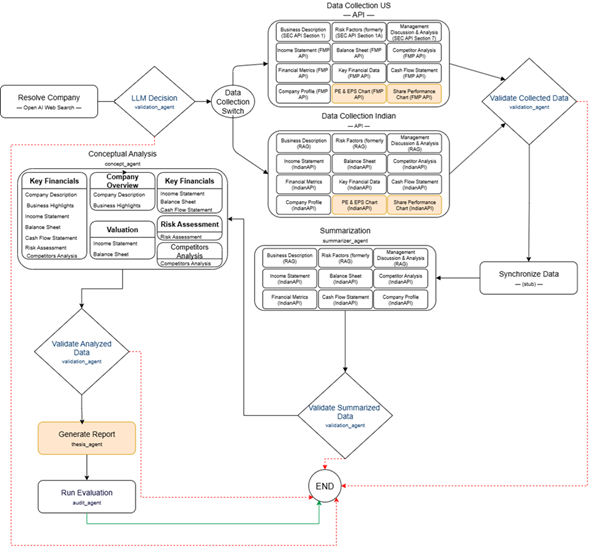 Data Collection US
— API —
Business Description
(SEC API Section 1)
Risk Factors (formerly
(SEC API Section 1A)
Management
Discussion & Analysis
(SEC API Section 7)
Income Statement (FMP
API)
Balance Sheet (FMP
API)
Competitor Analysis
(FMP API)
Financial Metrics (FMP
API)
Key Financial Data
(FMP API)
Cash Flow Statement
(FMP API)
Company Profile (FMP
API)
PE & EPS Chart (FMP
API)
Share Performance
Chart (FMP API)
Resolve Company
— Open AI Web Search —
LLM Decision
validation_agent
Data
Collection
Switch
Validate Collected Data
validation_agent
Data Collection Indian
— API —
Business Description
(RAG)
Risk Factors (formerly
(RAG)
Management
Discussion & Analysis
(RAG)
Income Statement
(IndianAPI)
Balance Sheet
(IndianAPI)
Competitor Analysis
(IndianAPI)
Financial Metrics
(IndianAPI)
Key Financial Data
(IndianAPI)
Cash Flow Statement
(IndianAPI)
Company Profile
(IndianAPI)
PE & EPS Chart
(IndianAPI)
Share Performance
Chart (IndianAPI)
Conceptual Analysis
concept_agent
Key Financials
Company Description
Business Highlights
Income Statement
Balance Sheet
Cash Flow Statement
Risk Assessment
Competitors Analysis
Company
Overview
Company Description
Business Highlights
Valuation
Income Statement
Balance Sheet
Key Financials
Income Statement
Balance Sheet
Cash Flow Statement
Risk Assessment
Competitors
Analysis
Competitors Analysis
Summarization
summarizer_agent
Business Description
(RAG)
Risk Factors (formerly
(RAG)
Management
Discussion & Analysis
(RAG)
Income Statement
(IndianAPI)
Balance Sheet
(IndianAPI)
Competitor Analysis
(IndianAPI)
Financial Metrics
(IndianAPI)
Cash Flow Statement
(IndianAPI)
Company Profile
(IndianAPI)
Synchronize Data
— (stub) —
Validate Analyzed
Data
validation_agent
Validate Summarized
Data
validation_agent
Generate Report
thesis_agent
Run Evaluation
audit_agent
END